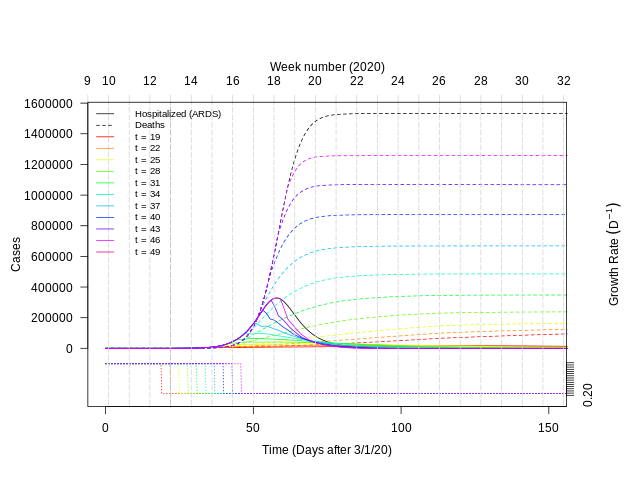 Week number (2020)
9 10 12 14 16 18 20 22 24 26 28 30 32
1600000
1400000
1200000
1000000
800000
600000
400000
200000
0
Cases
Hospitalized (ARDS)
Deaths
t = 19
t = 22
t = 25
t = 28
t = 31
t = 34
t = 37
t = 40
t = 43
t = 46
t = 49
Growth Rate (D⁻¹)
0.20
0 50 100 150
Time (Days after 3/1/20)